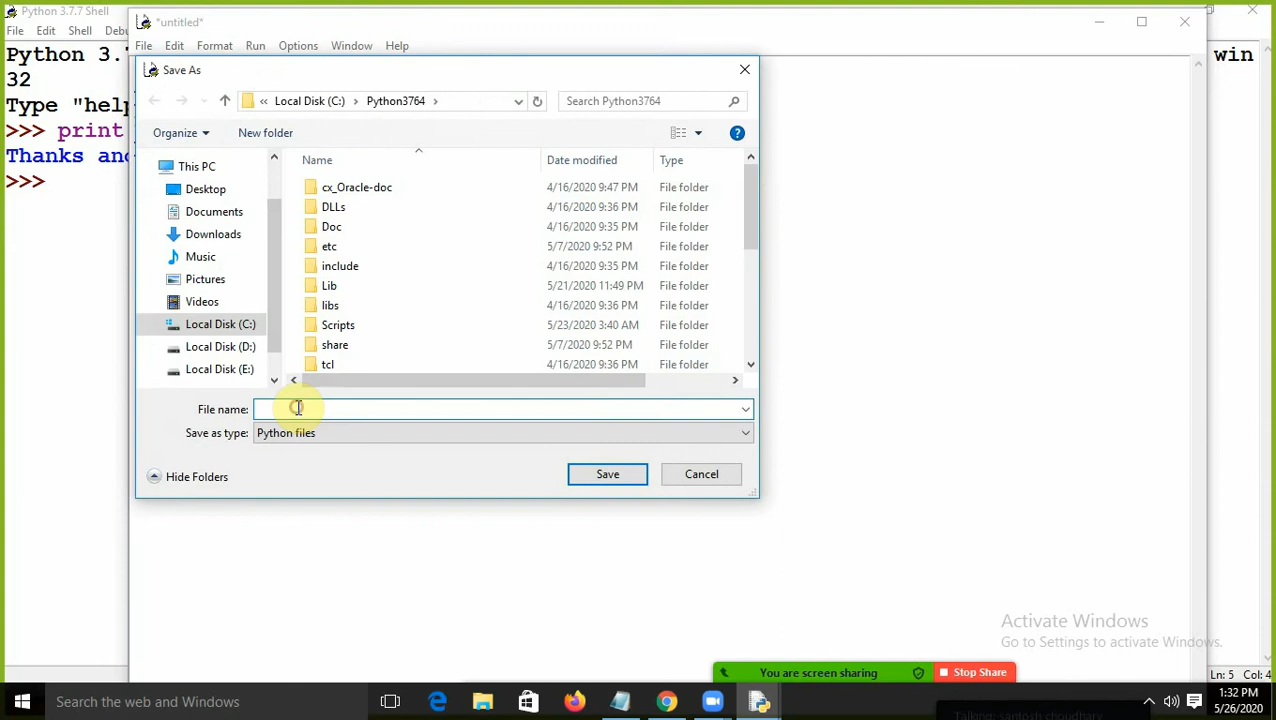 Python 3.7.7 Shell
File Edit Shell Debu
Python 3.7
32
Type "help
>>> print
Thanks and
>>>
*untitled*
File Edit Format Run Options Window Help
win
Save As
« Local Disk (C:) › Python3764 ›
Search Python3764
Organize
New folder
This PC
Desktop
Documents
Downloads
Music
Pictures
Videos
Local Disk (C:)
Local Disk (D:)
Local Disk (E:)
Name Date modified Type
cx_Oracle-doc 4/16/2020 9:47 PM File folder
DLLs 4/16/2020 9:36 PM File folder
Doc 4/16/2020 9:35 PM File folder
etc 5/7/2020 9:52 PM File folder
include 4/16/2020 9:35 PM File folder
Lib 5/21/2020 11:49 PM File folder
libs 4/16/2020 9:36 PM File folder
Scripts 5/23/2020 3:40 AM File folder
share 5/7/2020 9:52 PM File folder
tcl 4/16/2020 9:36 PM File folder
File name:
Save as type: Python files
Hide Folders
Save
Cancel
Activate Windows
Go to Settings to activate Windows.
You are screen sharing
Stop Share
Ln: 5 Col: 4
Search the web and Windows
Talking: santosh choudhary
1:32 PM
5/26/2020